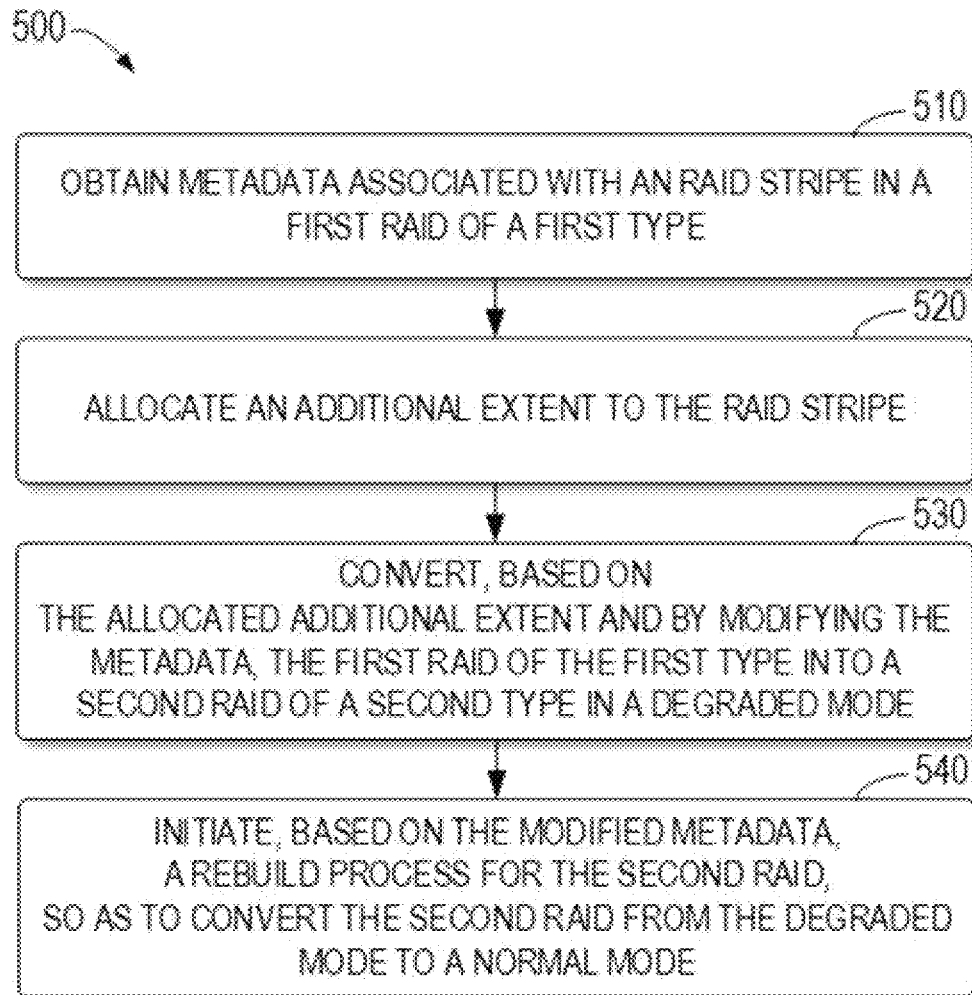 500
510
OBTAIN METADATA ASSOCIATED WITH AN RAID STRIPE IN A
FIRST RAID OF A FIRST TYPE
520
ALLOCATE AN ADDITIONAL EXTENT TO THE RAID STRIPE
530
CONVERT, BASED ON
THE ALLOCATED ADDITIONAL EXTENT AND BY MODIFYING THE
METADATA, THE FIRST RAID OF THE FIRST TYPE INTO A
SECOND RAID OF A SECOND TYPE IN A DEGRADED MODE
540
INITIATE, BASED ON THE MODIFIED METADATA,
A REBUILD PROCESS FOR THE SECOND RAID,
SO AS TO CONVERT THE SECOND RAID FROM THE DEGRADED
MODE TO A NORMAL MODE